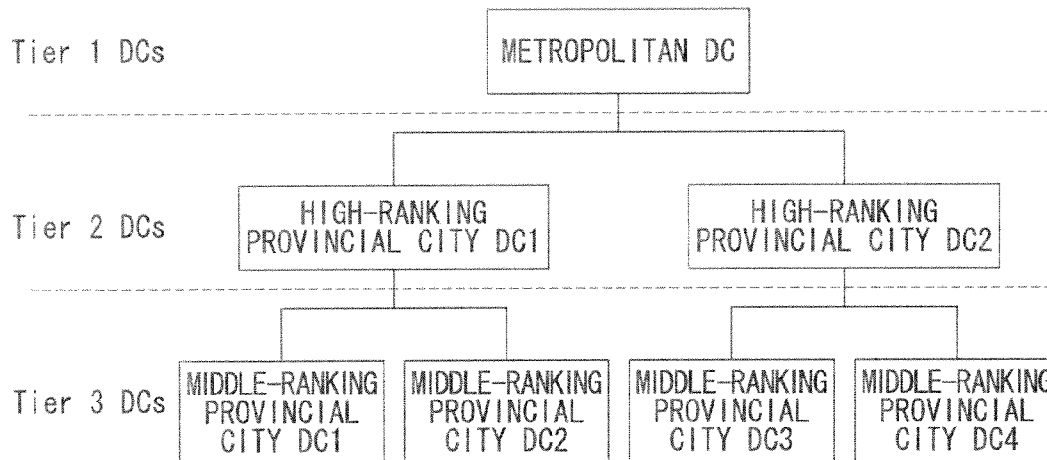 Tier 1 DCs
METROPOLITAN DC
Tier 2 DCs
HIGH-RANKING
PROVINCIAL CITY DC1
HIGH-RANKING
PROVINCIAL CITY DC2
Tier 3 DCs
MIDDLE-RANKING
PROVINCIAL
CITY DC1
MIDDLE-RANKING
PROVINCIAL
CITY DC2
MIDDLE-RANKING
PROVINCIAL
CITY DC3
MIDDLE-RANKING
PROVINCIAL
CITY DC4